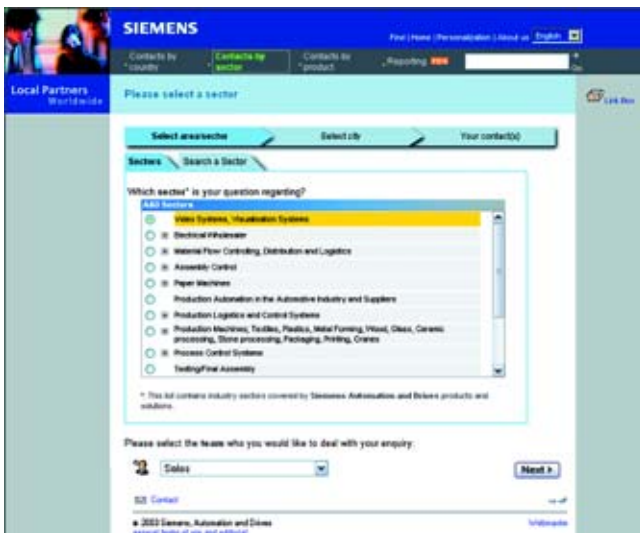 SIEMENS
Find | Home | Personalization | About us English
Contacts by country
Contacts by sector
Contacts by product
Reporting
Go
Local Partners
Worldwide
Please select a sector
Link Box
Select area/sector
Select city
Your contact(s)
Sectors
Search a Sector
Which sector* is your question regarding?
A&D Sectors
Video Systems, Visualization Systems
Electrical Wholesaler
Material Flow Controlling, Distribution and Logistics
Assembly Control
Paper Machines
Production Automation in the Automotive Industry and Suppliers
Production Logistics and Control Systems
Production Machines; Textiles, Plastics, Metal Forming, Wood, Glass, Ceramic
processing, Stone processing, Packaging, Printing, Cranes
Process Control Systems
Testing/Final Assembly
* This list contains industry sectors covered by Siemens Automation and Drives products and
solutions.
Please select the team who you would like to deal with your enquiry:
Sales
Next >
Contact
© 2003 Siemens, Automation and Drives
Webmaster